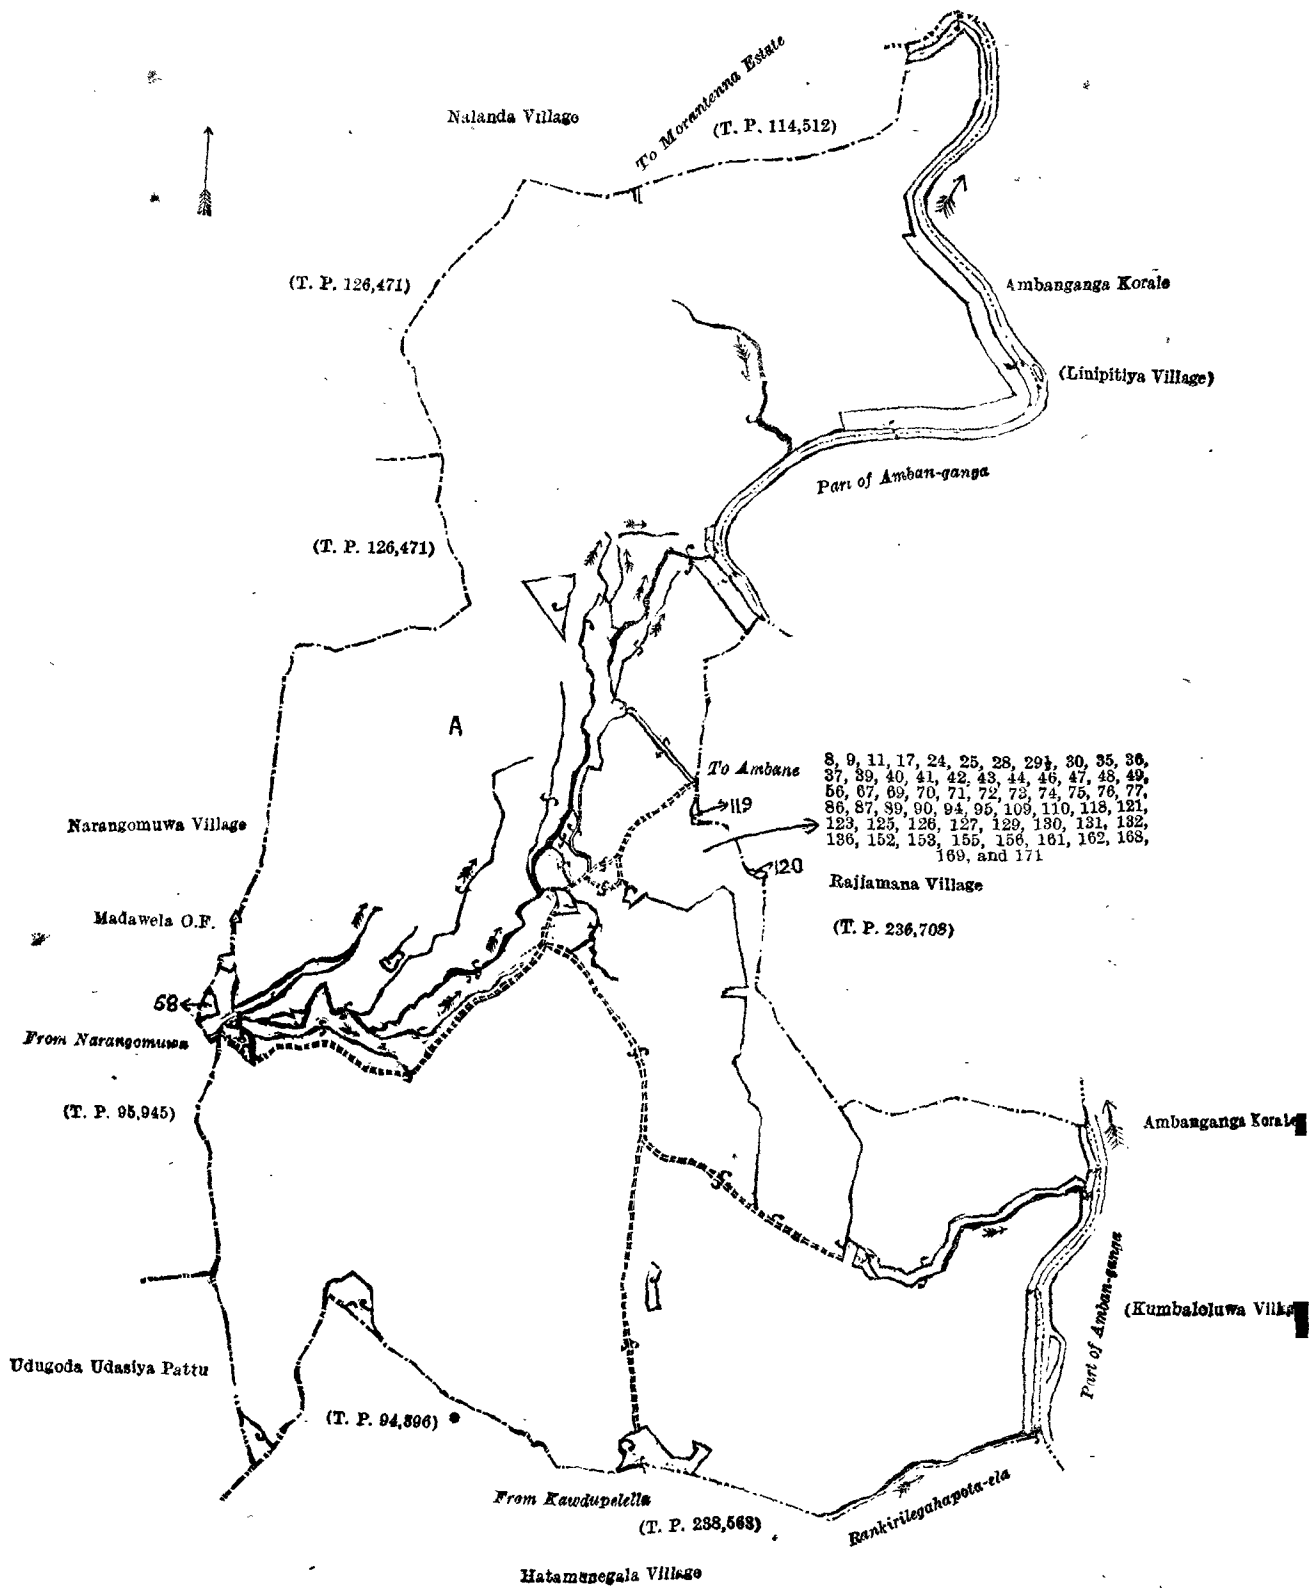 Nalanda Village
To Morantenna Estate
(T. P. 114,512)
(T. P. 126,471)
Ambanganga Korale
(Linipitiya Village)
Part of Amban-ganga
(T. P. 126,471)
A
To Ambane
8, 9, 11, 17, 24, 25, 28, 29½, 30, 35, 36,
37, 39, 40, 41, 42, 43, 44, 46, 47, 48, 49,
56, 67, 69, 70, 71, 72, 73, 74, 75, 76, 77,
86, 87, 89, 90, 94, 95, 109, 110, 118, 121,
123, 125, 126, 127, 129, 130, 131, 132,
136, 152, 153, 155, 156, 161, 162, 168,
169, and 171
119
120
Narangomuwa Village
Rajjamana Village
(T. P. 236,708)
Madawela O.F.
68
From Narangomuwa
(T. P. 95,945)
Ambanganga Korale
Part of Amban-ganga
(Kumbaloluwa
Udugoda Udasiya Pattu
(T. P. 94,896)
From Kawdupelella
(T. P. 238,563)
Rankirilegahapota-ela
Hatamunegala Village